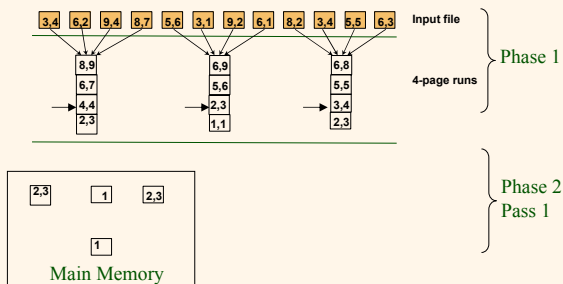 3,4 6,2 9,4 8,7 5,6 3,1 9,2 6,1 8,2 3,4 5,5 6,3 Input file
Phase 1
8,9 6,9 6,8
6,7 5,6 5,5 4-page runs
4,4 2,3 3,4
2,3 1,1 2,3
Phase 2
Pass 1
2,3 1 2,3
1
Main Memory